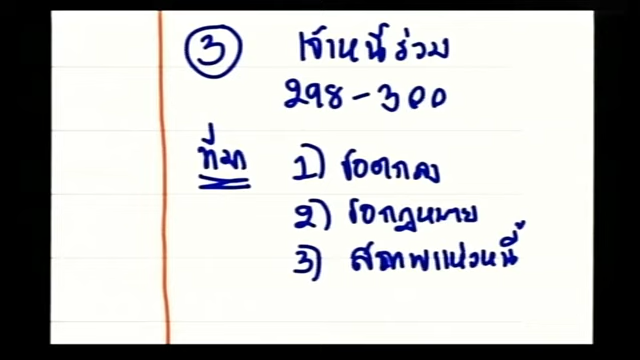 ③ เจ้าหนี้ร่วม
298-300
ที่มา 1) ข้อตกลง
2) ข้อกฎหมาย
3) สภาพแห่งหนี้